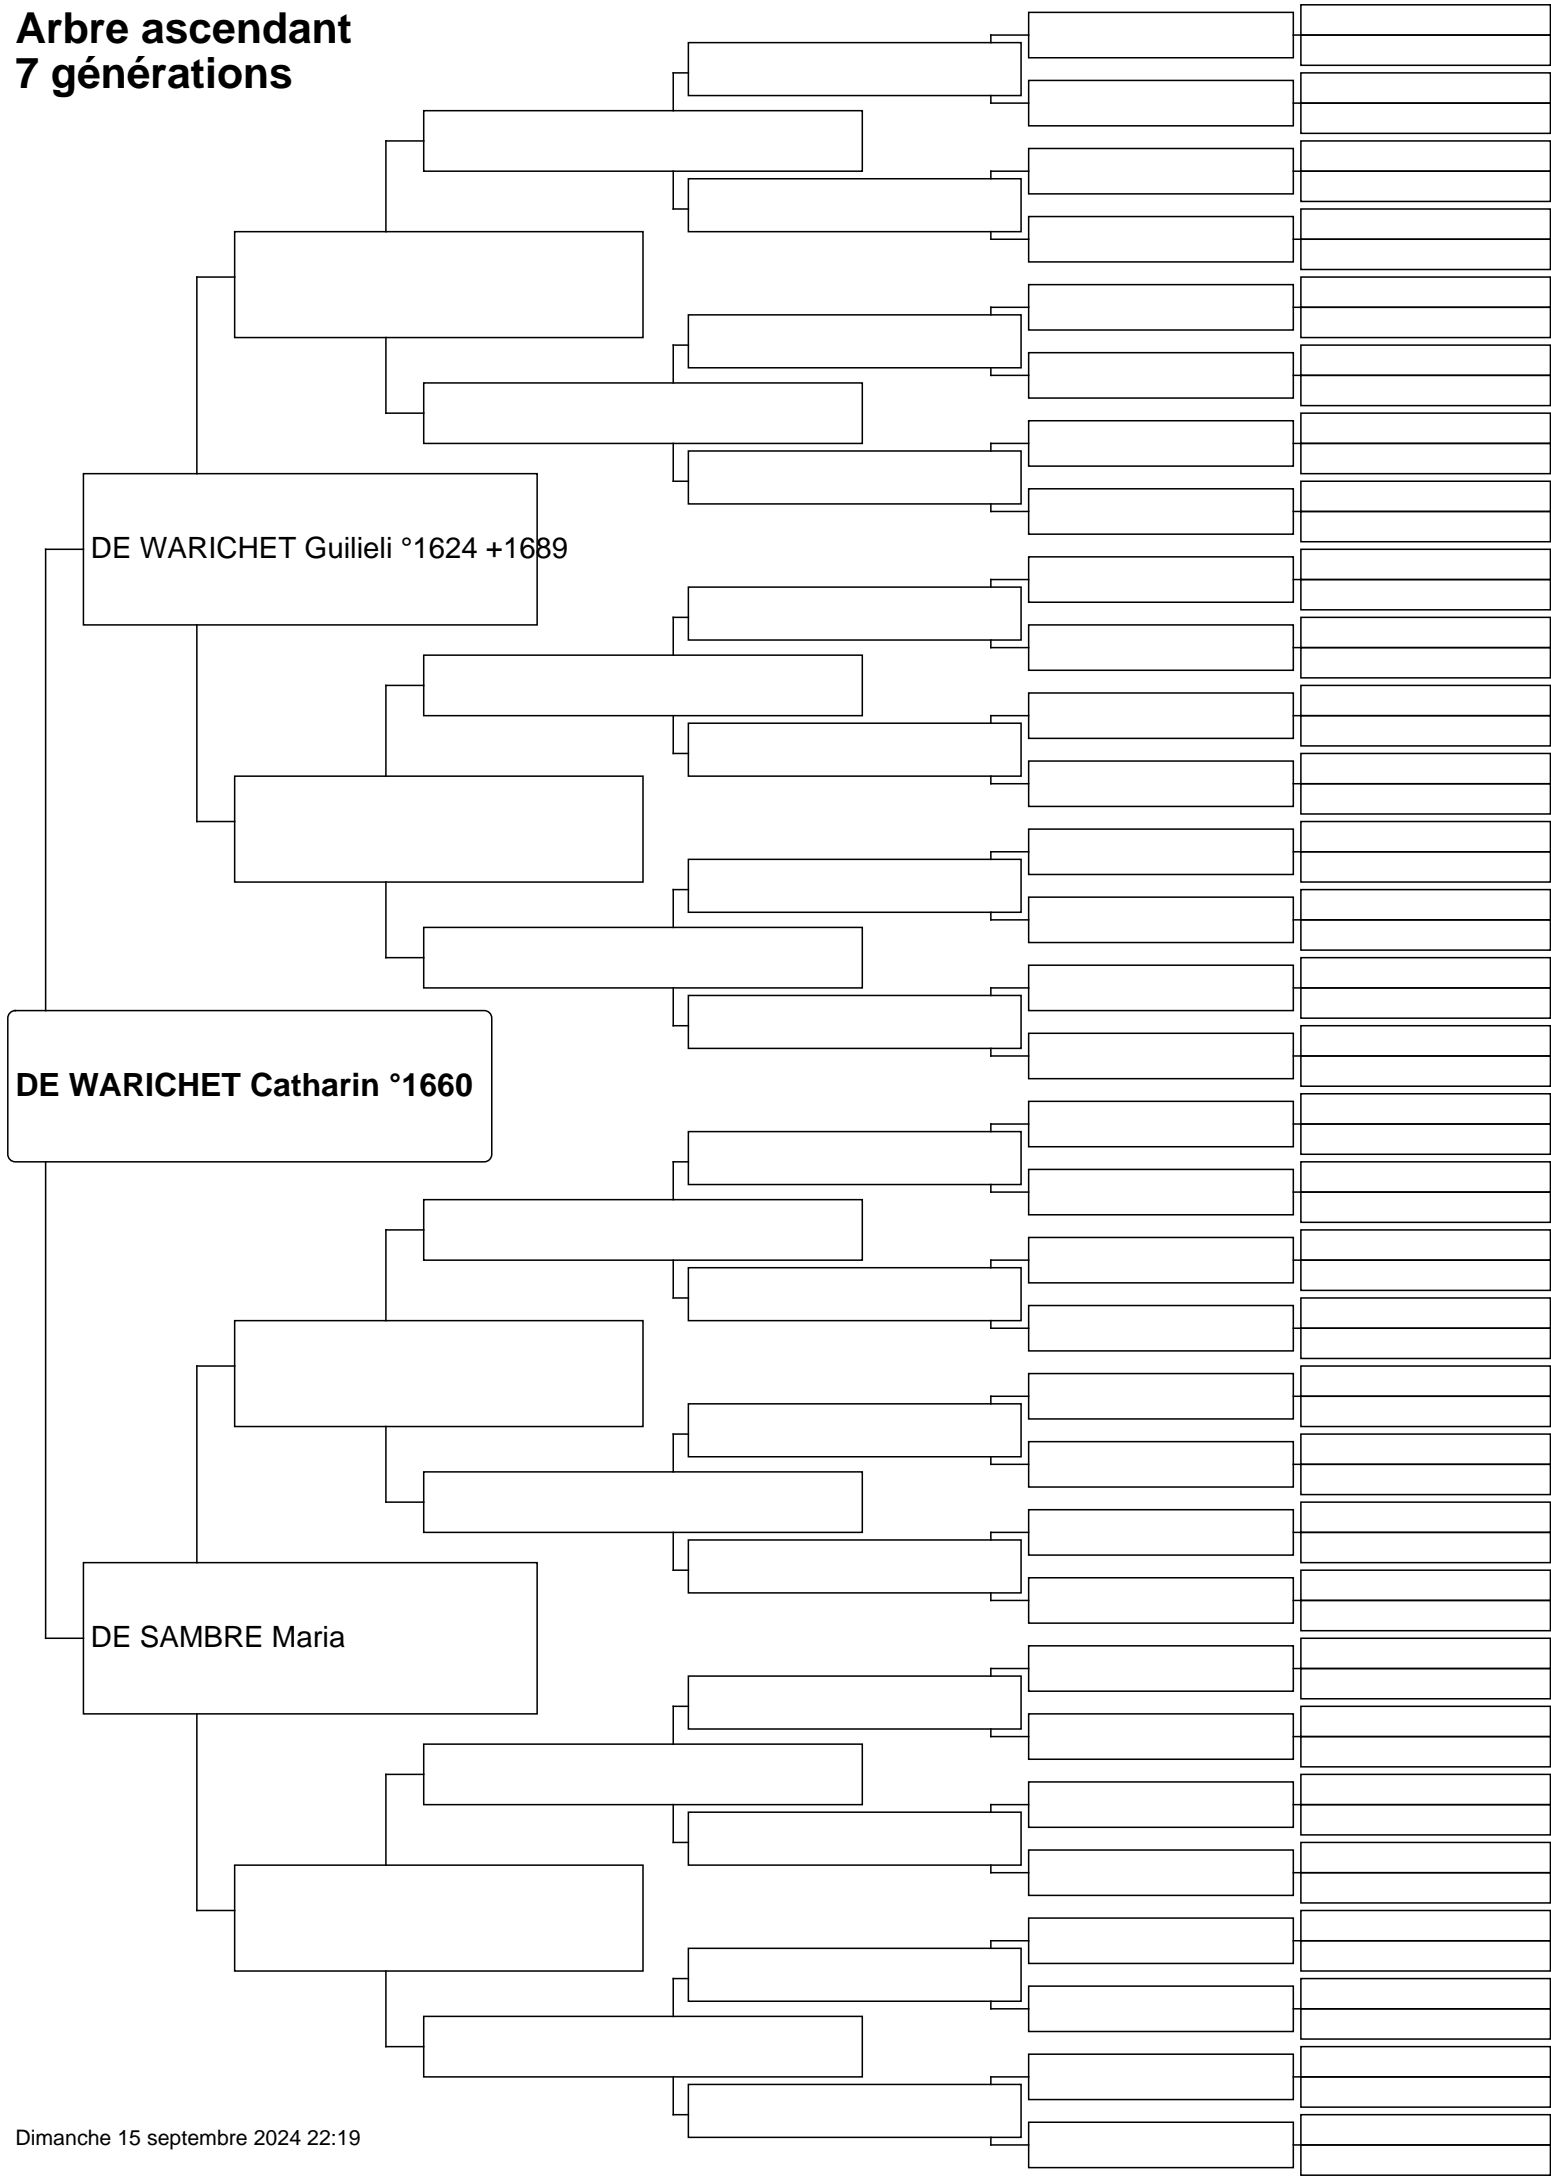 Arbre ascendant
7 générations
DE WARICHET Guilieli °1624 +1689
DE WARICHET Catharin °1660
DE SAMBRE Maria
Dimanche 15 septembre 2024 22:19